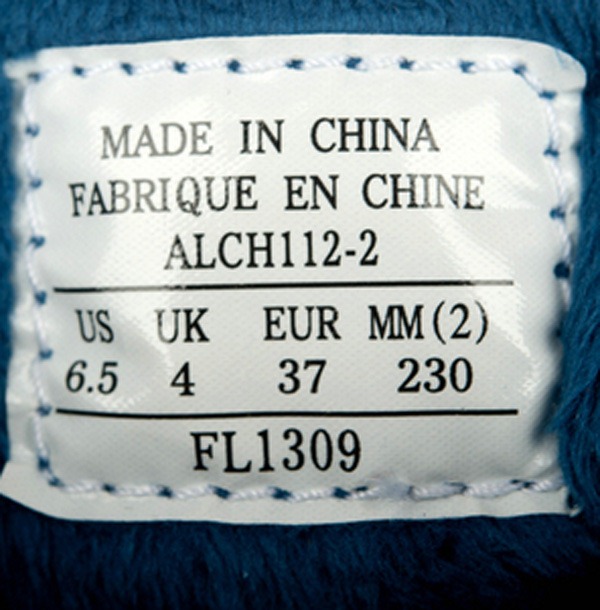 MADE IN CHINA
FABRIQUE EN CHINE
ALCH112-2
US UK EUR MM(2)
6.5 4 37 230
FL1309